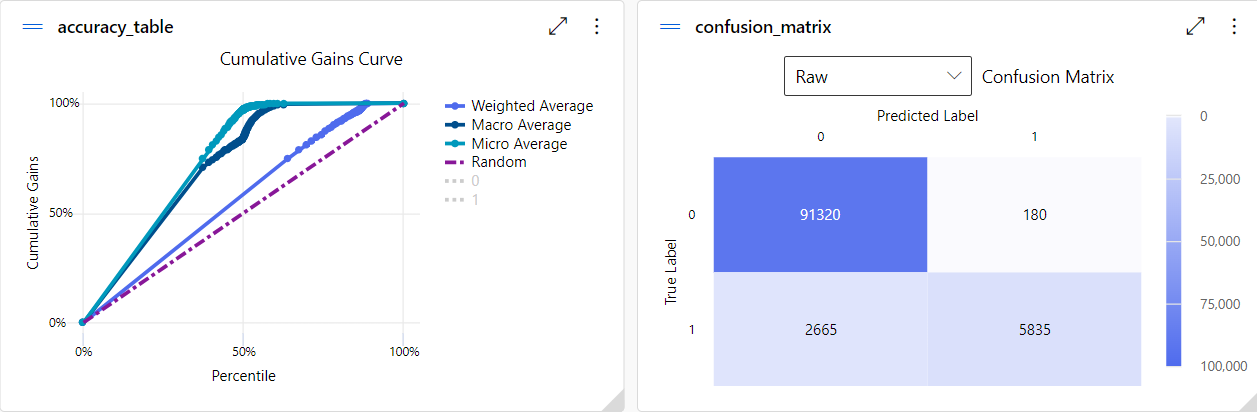 accuracy_table
Cumulative Gains Curve
100%
50%
0%
Cumulative Gains
0%
50%
100%
Percentile
Weighted Average
Macro Average
Micro Average
Random
0
1
confusion_matrix
Raw
Confusion Matrix
Predicted Label
0
1
True Label
0
91320
180
1
2665
5835
0
25,000
50,000
75,000
100,000